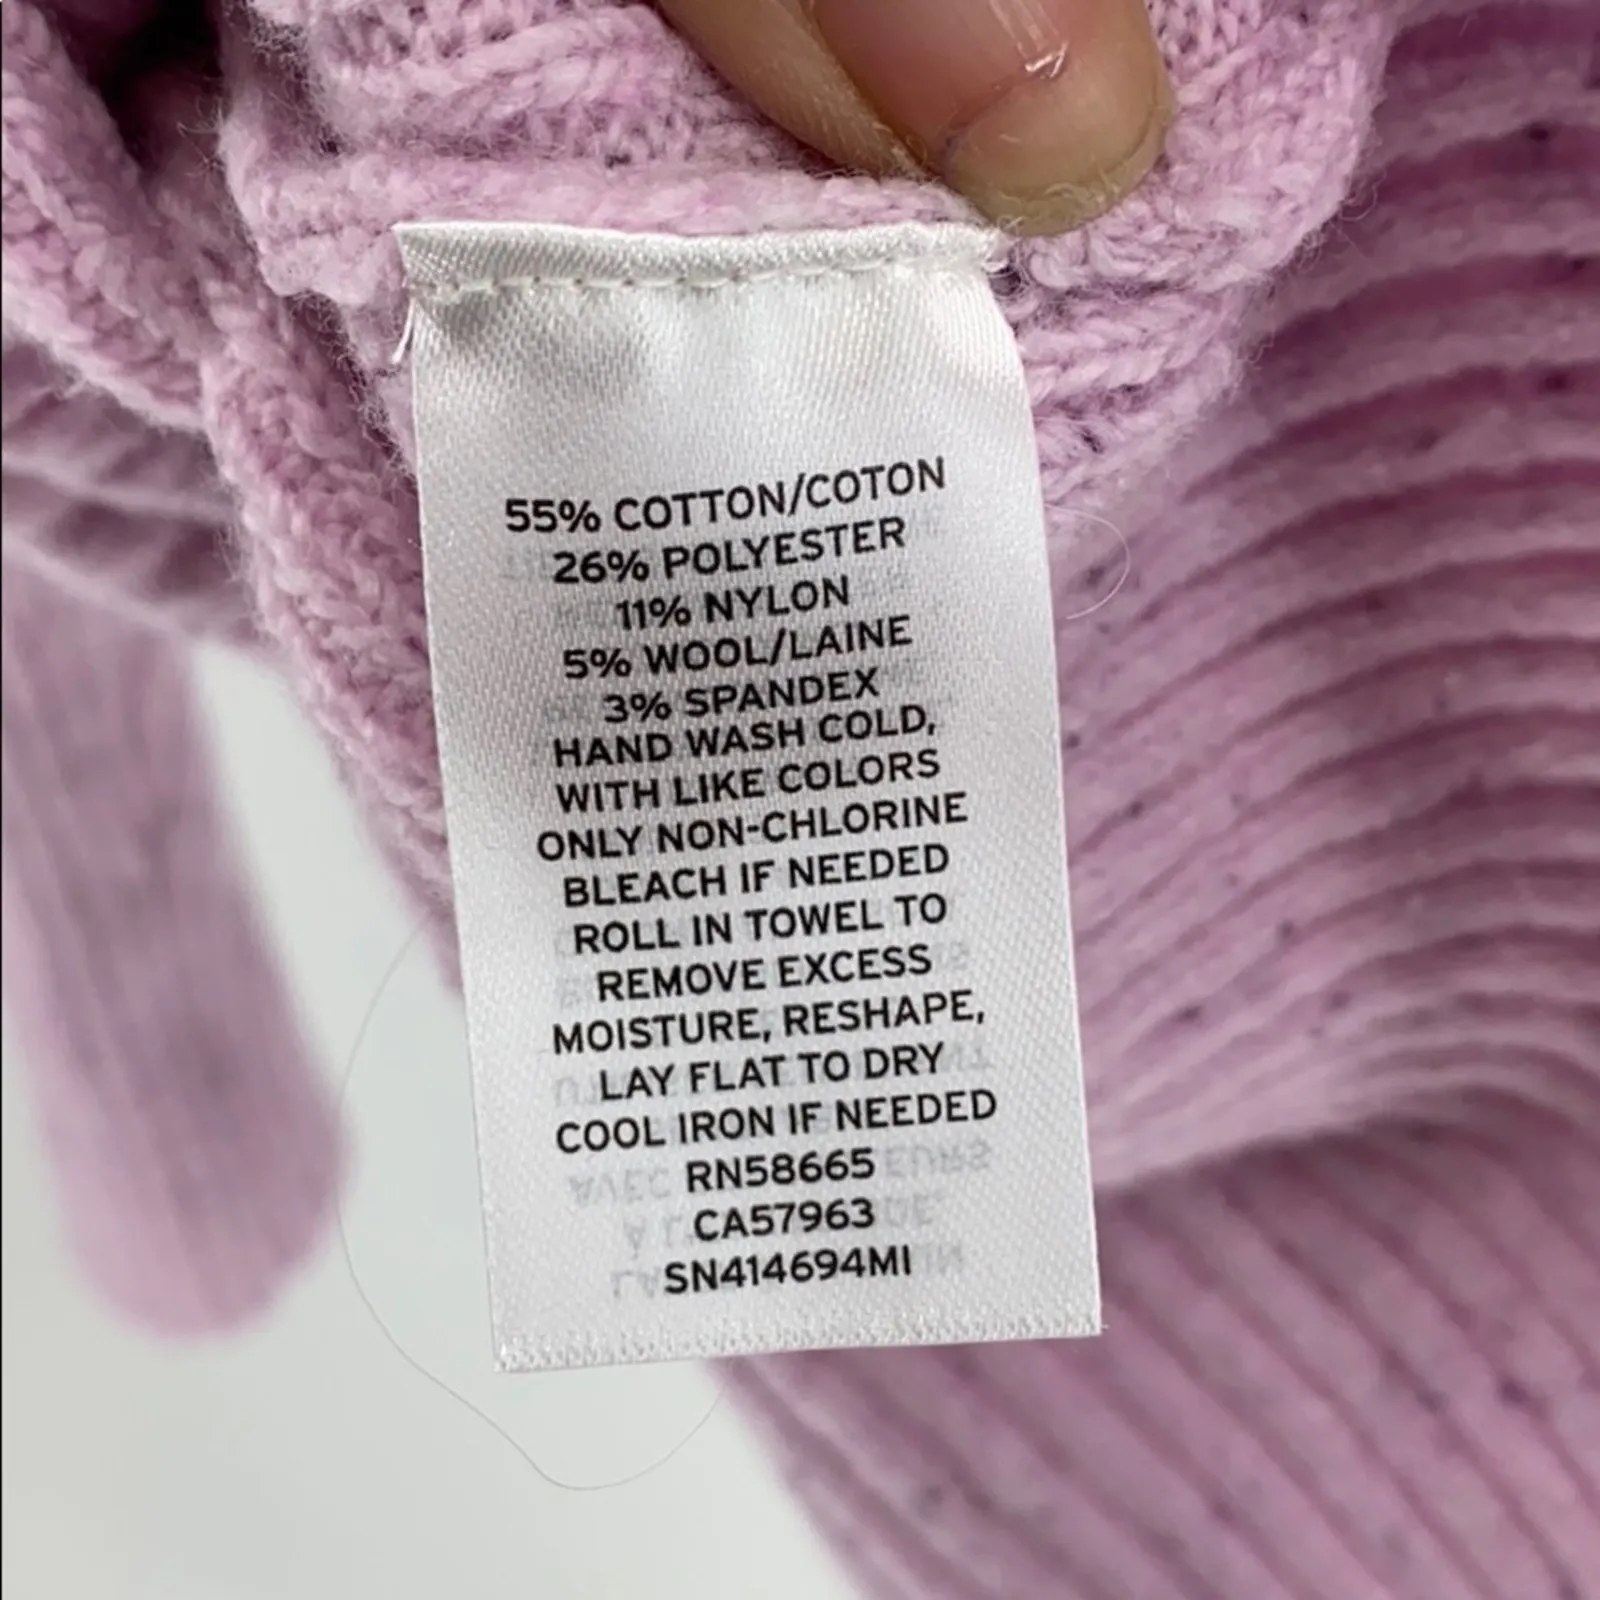 55% COTTON/COTON
26% POLYESTER
11% NYLON
5% WOOL/LAINE
3% SPANDEX
HAND WASH COLD,
WITH LIKE COLORS
ONLY NON-CHLORINE
BLEACH IF NEEDED
ROLL IN TOWEL TO
REMOVE EXCESS
MOISTURE, RESHAPE,
LAY FLAT TO DRY
COOL IRON IF NEEDED
RN58665
CA57963
SN414694MI